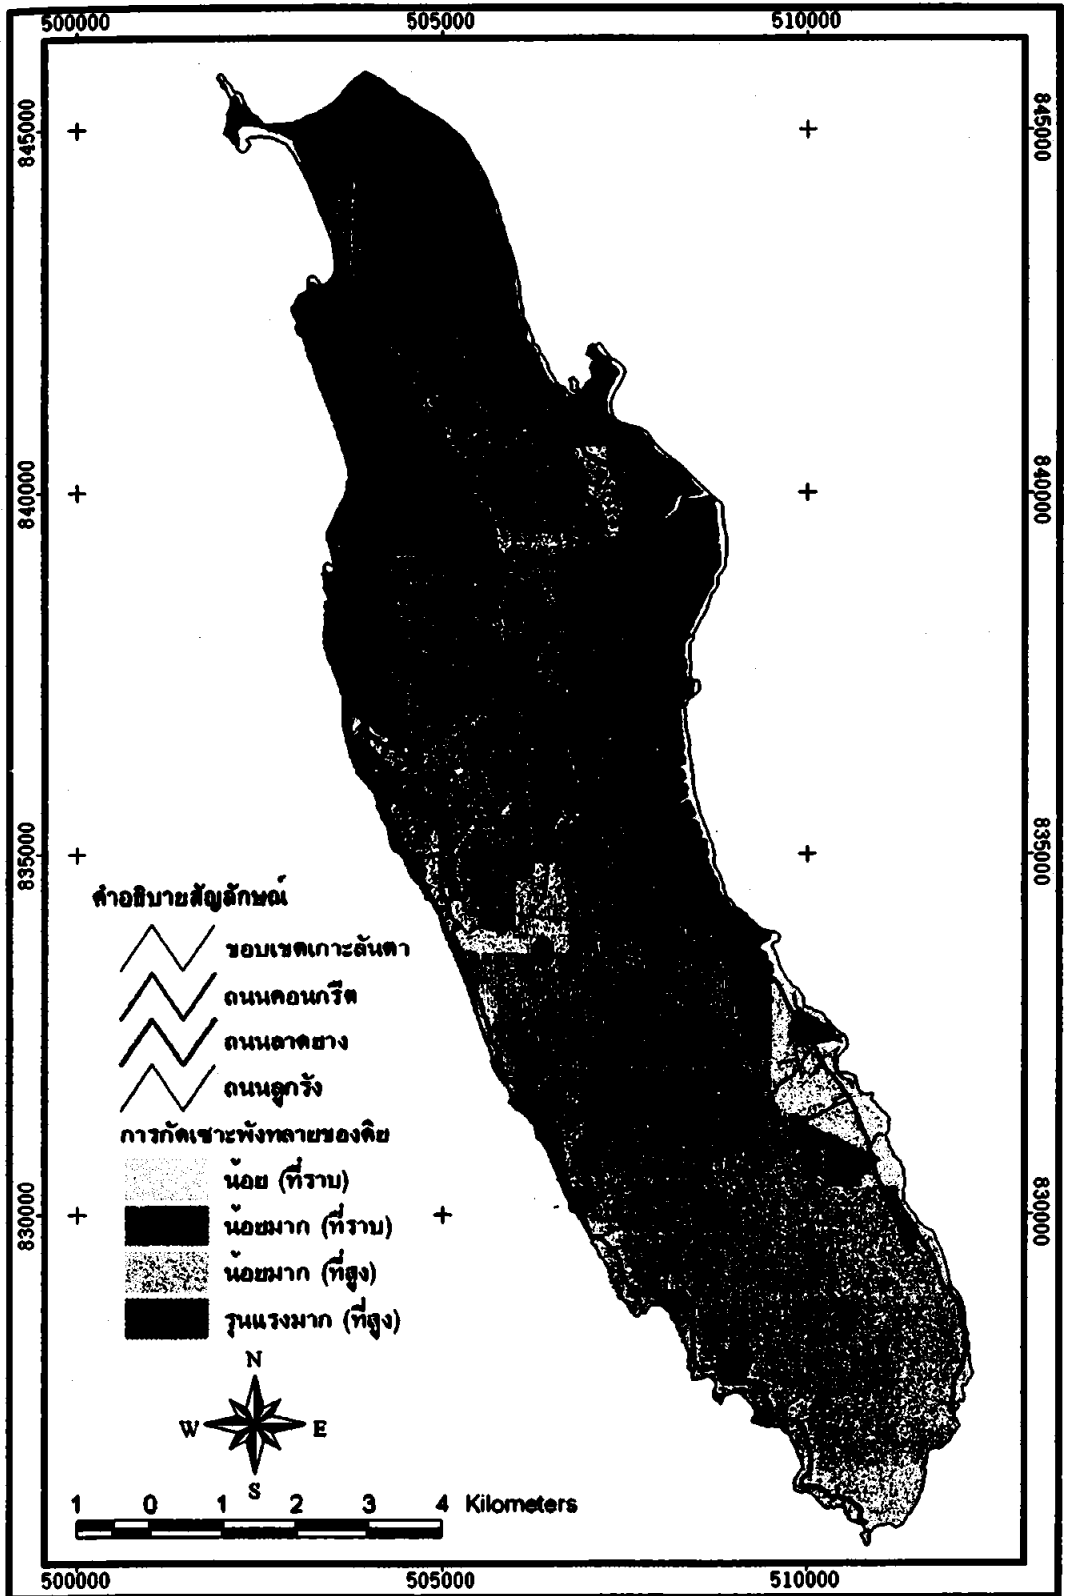 500000 505000 510000
845000 845000
840000 840000
835000 835000
คำอธิบายสัญลักษณ์
ขอบเขตเกาะลันตา
ถนนคอนกรีต
ถนนลาดยาง
ถนนลูกรัง
การกัดเซาะพังทลายของดิน
น้อย (ที่ราบ)
น้อยมาก (ที่ราบ)
830000 830000
น้อยมาก (ที่สูง)
รุนแรงมาก (ที่สูง)
N
W E
S
1 0 1 2 3 4 Kilometers
500000 505000 510000